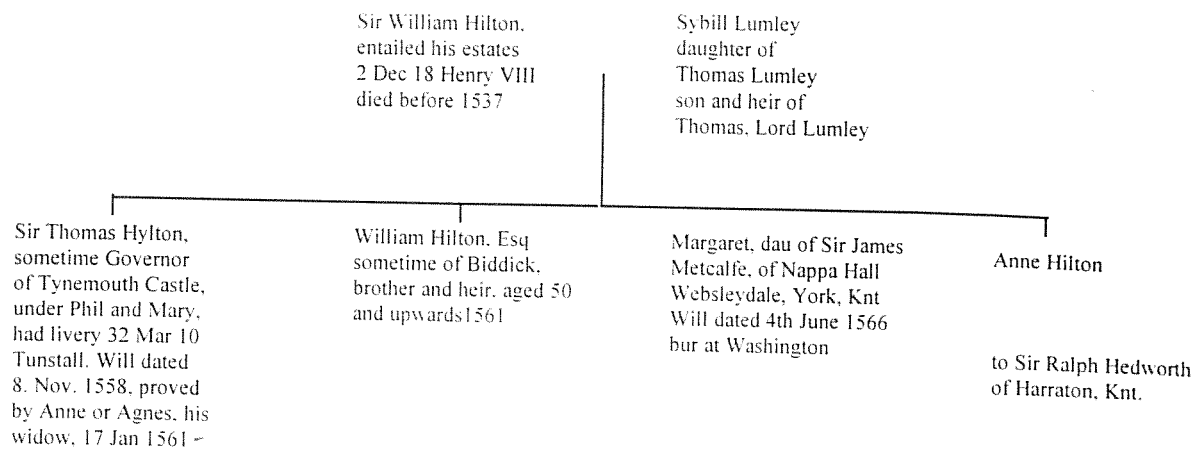 Sir William Hilton,
entailed his estates
2 Dec 18 Henry VIII
died before 1537
Sybill Lumley
daughter of
Thomas Lumley
son and heir of
Thomas, Lord Lumley
Sir Thomas Hylton,
sometime Governor
of Tynemouth Castle,
under Phil and Mary,
had livery 32 Mar 10
Tunstall. Will dated
8. Nov. 1558, proved
by Anne or Agnes, his
widow, 17 Jan 1561 ~
William Hilton, Esq
sometime of Biddick,
brother and heir, aged 50
and upwards1561
Margaret, dau of Sir James
Metcalfe, of Nappa Hall
Websleydale, York, Knt
Will dated 4th June 1566
bur at Washington
Anne Hilton
to Sir Ralph Hedworth
of Harraton, Knt.